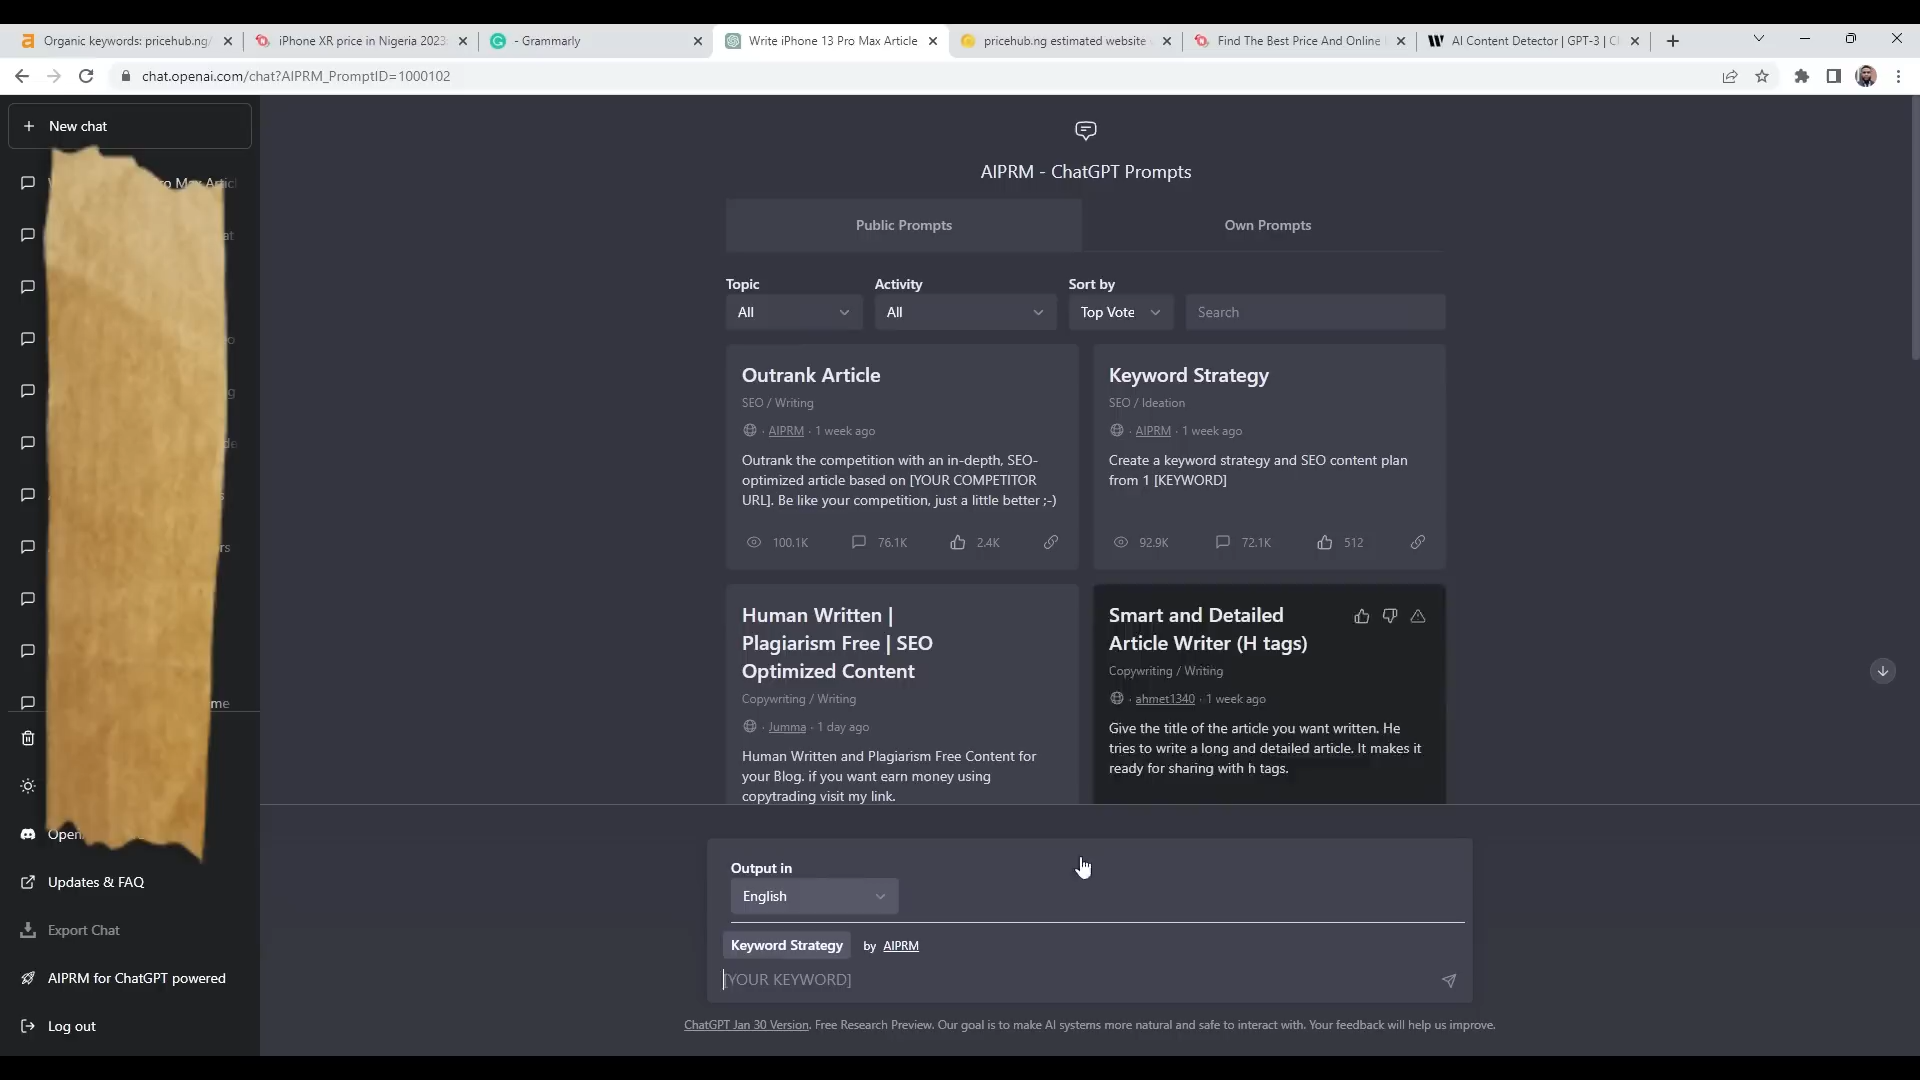 Organic keywords: pricehub.ng/
iPhone XR price in Nigeria 2023
- Grammarly
Write iPhone 13 Pro Max Article
pricehub.ng estimated website
Find The Best Price And Online
AI Content Detector | GPT-3 | C
chat.openai.com/chat?AIPRM_PromptID=1000102
New chat
AIPRM - ChatGPT Prompts
Public Prompts
Own Prompts
Topic
Activity
Sort by
All
All
Top Vote
Search
Outrank Article
SEO / Writing
· AIPRM · 1 week ago
Outrank the competition with an in-depth, SEO-
optimized article based on [YOUR COMPETITOR
URL]. Be like your competition, just a little better ;-)
100.1K 76.1K 2.4K
Keyword Strategy
SEO / Ideation
· AIPRM · 1 week ago
Create a keyword strategy and SEO content plan
from 1 [KEYWORD]
92.9K 72.1K 512
Human Written |
Plagiarism Free | SEO
Optimized Content
Copywriting / Writing
· Jumma · 1 day ago
Human Written and Plagiarism Free Content for
your Blog. if you want earn money using
copytrading visit my link.
Smart and Detailed
Article Writer (H tags)
Copywriting / Writing
· ahmet1340 · 1 week ago
Give the title of the article you want written. He
tries to write a long and detailed article. It makes it
ready for sharing with h tags.
Updates & FAQ
Export Chat
AIPRM for ChatGPT powered
Log out
Output in
English
Keyword Strategy by AIPRM
[YOUR KEYWORD]
ChatGPT Jan 30 Version. Free Research Preview. Our goal is to make AI systems more natural and safe to interact with. Your feedback will help us improve.